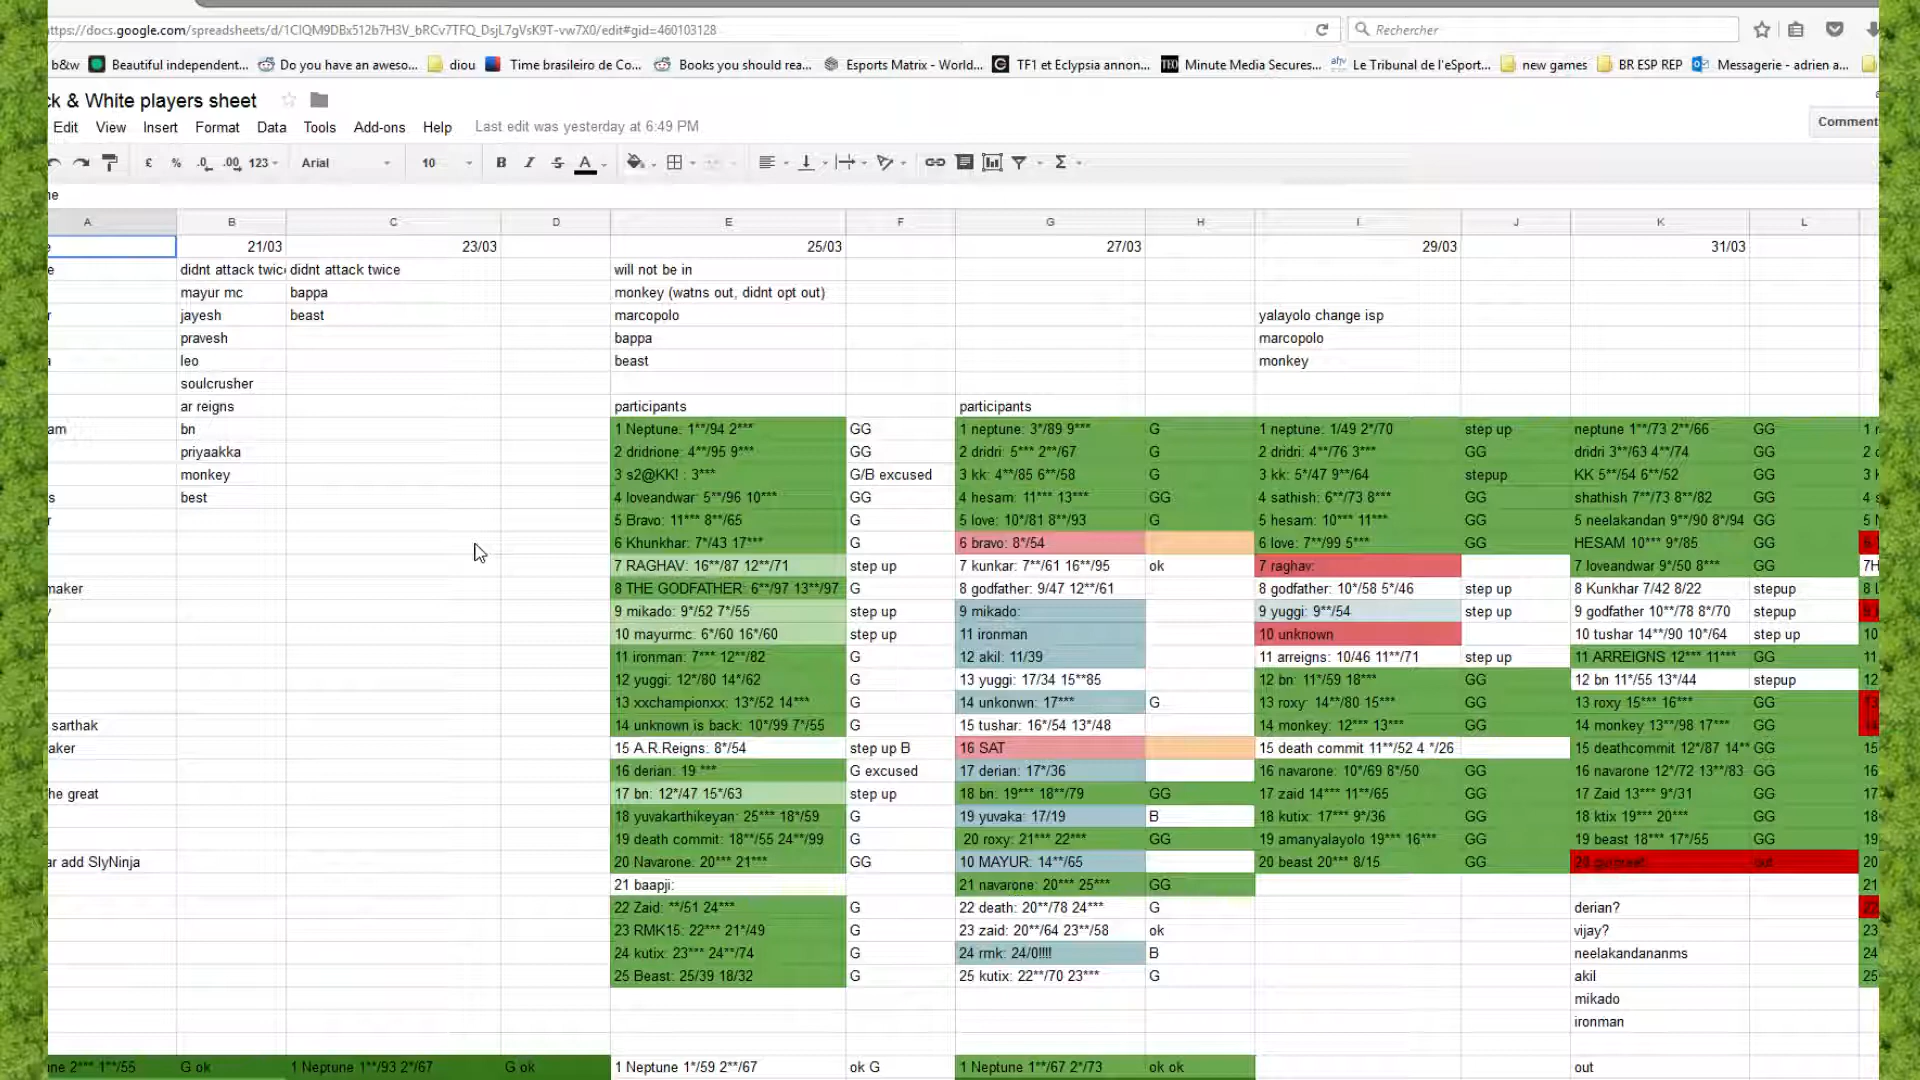 ttps://docs.google.com/spreadsheets/d/1CIQM9DBx512b7H3V_bRCv7TFQ_DsjL7gVsK9T-vw7X0/edit#gid=460103128 Rechercher
b&w Beautiful independent... Do you have an aweso... diou Time brasileiro de Co... Books you should rea... Esports Matrix - World... TF1 et Eclypsia annon... Minute Media Secures... Le Tribunal de l'eSport... new games BR ESP REP Messagerie - adrien a...
ck & White players sheet
Edit View Insert Format Data Tools Add-ons Help Last edit was yesterday at 6:49 PM Comment
£ % .0 .00 123 Arial 10 B I S A Σ
ne
A B C D E F G H I J K L
e 21/03 23/03 25/03 27/03 29/03 31/03
e didnt attack twic didnt attack twice will not be in
mayur mc bappa monkey (watns out, didnt opt out)
r jayesh beast marcopolo yalayolo change isp
pravesh bappa marcopolo
a leo beast monkey
soulcrusher
ar reigns participants participants
am bn 1 Neptune: 1**/94 2*** GG 1 neptune: 3*/89 9*** G 1 neptune: 1/49 2*/70 step up neptune 1**/73 2**/66 GG 1
priyaakka 2 dridrione: 4**/95 9*** GG 2 dridri: 5*** 2**/67 G 2 dridri: 4**/76 3*** GG dridri 3**/63 4**/74 GG 2
monkey 3 s2@KK! : 3*** G/B excused 3 kk: 4**/85 6**/58 G 3 kk: 5*/47 9**/64 stepup KK 5**/54 6**/52 GG 3
s best 4 loveandwar: 5**/96 10*** GG 4 hesam: 11*** 13*** GG 4 sathish: 6**/73 8*** GG shathish 7**/73 8**/82 GG 4
r 5 Bravo: 11*** 8**/65 G 5 love: 10*/81 8**/93 G 5 hesam: 10*** 11*** GG 5 neelakandan 9**/90 8*/94 GG 5
6 Khunkhar: 7*/43 17*** G 6 bravo: 8*/54 6 love: 7**/99 5*** GG HESAM 10*** 9*/85 GG
7 RAGHAV: 16**/87 12**/71 step up 7 kunkar: 7**/61 16**/95 ok 7 raghav: 7 loveandwar 9*/50 8*** GG 7H
maker 8 THE GODFATHER: 6**/97 13**/97 G 8 godfather: 9/47 12**/61 8 godfather: 10*/58 5*/46 step up 8 Kunkhar 7/42 8/22 stepup 8
9 mikado: 9*/52 7*/55 step up 9 mikado: 9 yuggi: 9**/54 step up 9 godfather 10**/78 8*/70 stepup
10 mayurmc: 6*/60 16*/60 step up 11 ironman 10 unknown 10 tushar 14**/90 10*/64 step up 10
11 ironman: 7*** 12**/82 G 12 akil: 11/39 11 arreigns: 10/46 11**/71 step up 11 ARREIGNS 12*** 11*** GG 11
12 yuggi: 12*/80 14*/62 G 13 yuggi: 17/34 15**85 12 bn: 11*/59 18*** GG 12 bn 11*/55 13*/44 stepup 12
13 xxchampionxx: 13*/52 14*** G 14 unkonwn: 17*** G 13 roxy: 14**/80 15*** GG 13 roxy 15*** 16*** GG
sarthak 14 unknown is back: 10*/99 7*/55 G 15 tushar: 16*/54 13*/48 14 monkey: 12*** 13*** GG 14 monkey 13**/98 17*** GG
aker 15 A.R.Reigns: 8*/54 step up B 16 SAT 15 death commit 11**/52 4 */26 15 deathcommit 12*/87 14** GG 15
16 derian: 19 *** G excused 17 derian: 17*/36 16 navarone: 10*/69 8*/50 GG 16 navarone 12*/72 13**/83 GG 16
he great 17 bn: 12*/47 15*/63 step up 18 bn: 19*** 18**/79 GG 17 zaid 14*** 11**/65 GG 17 Zaid 13*** 9*/31 GG 17
18 yuvakarthikeyan: 25*** 18*/59 G 19 yuvaka: 17/19 B 18 kutix: 17*** 9*/36 GG 18 ktix 19*** 20*** GG 18
19 death commit: 18**/55 24**/99 G 20 roxy: 21*** 22*** GG 19 amanyalayolo 19*** 16*** GG 19 beast 18*** 17*/55 GG 19
ar add SlyNinja 20 Navarone: 20*** 21*** GG 10 MAYUR: 14**/65 20 beast 20*** 8/15 GG 20 out 20
21 baapji: 21 navarone: 20*** 25*** GG 21
22 Zaid: **/51 24*** G 22 death: 20**/78 24*** G derian?
23 RMK15: 22*** 21*/49 G 23 zaid: 20**/64 23**/58 ok vijay? 23
24 kutix: 23*** 24**/74 G 24 rmk: 24/0!!!! B neelakandananms 24
25 Beast: 25/39 18/32 G 25 kutix: 22**/70 23*** G akil 25
mikado
ironman
une 2*** 1**/55 G ok 1 Neptune 1**/93 2*/67 G ok 1 Neptune 1*/59 2**/67 ok G 1 Neptune 1**/67 2*/73 ok ok out